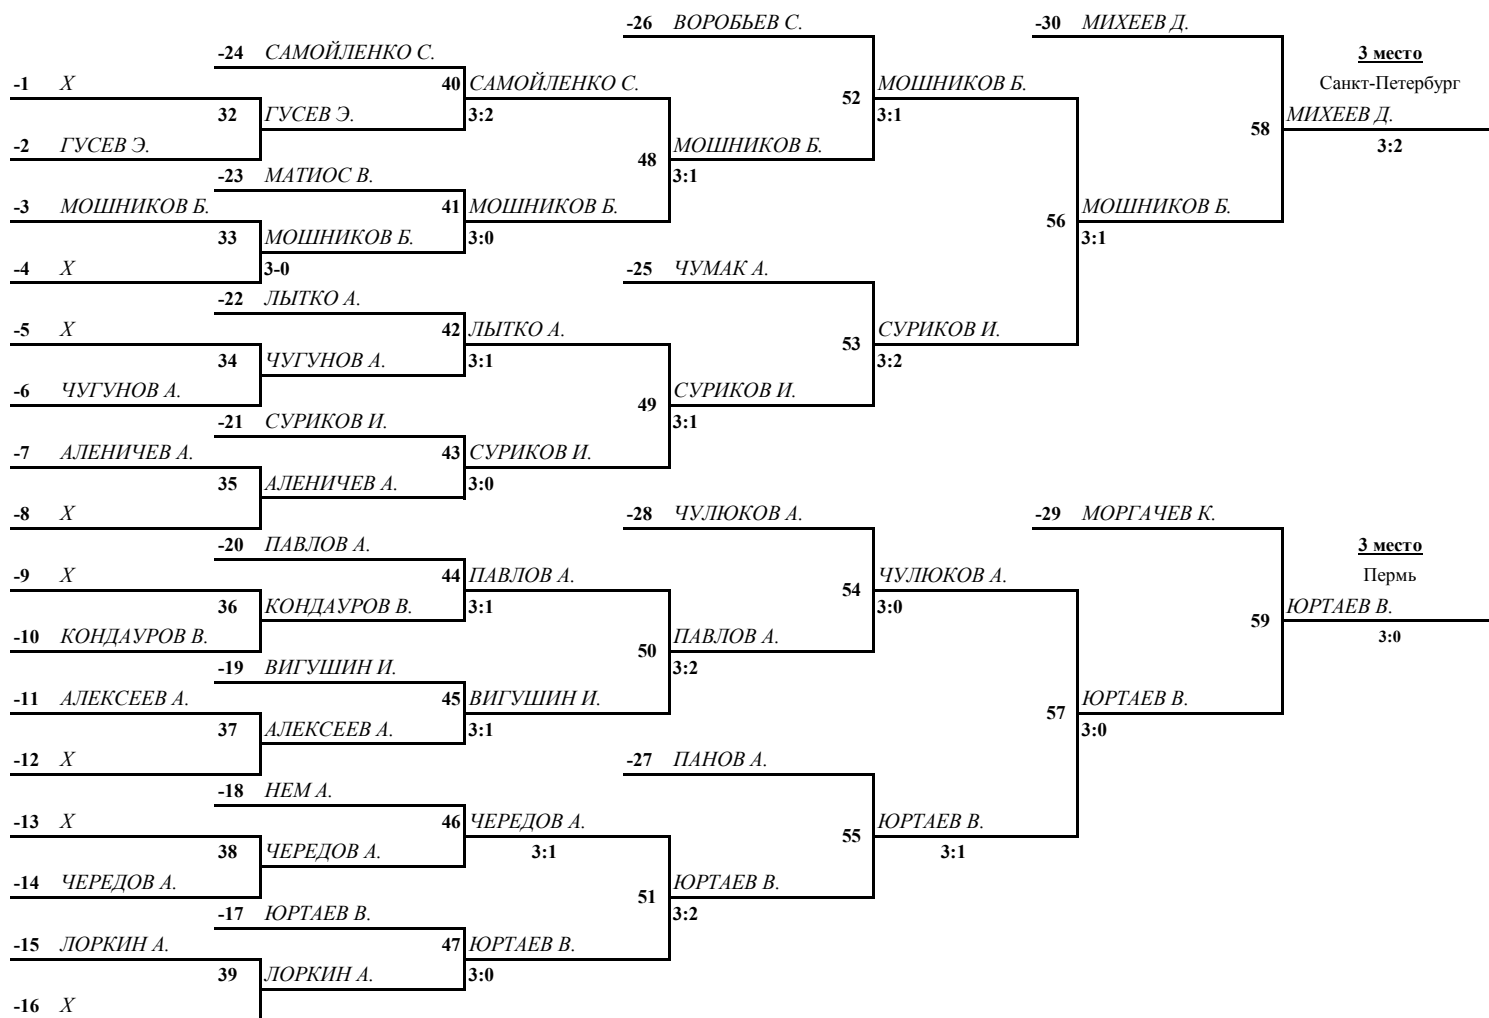 -26 ВОРОБЬЕВ С. -30 МИХЕЕВ Д.
-24 САМОЙЛЕНКО С. 3 место
-1 X 40 САМОЙЛЕНКО С. 52 МОШНИКОВ Б. Санкт-Петербург
32 ГУСЕВ Э. 3:2 3:1 58 МИХЕЕВ Д.
-2 ГУСЕВ Э. 48 МОШНИКОВ Б. 3:2
-23 МАТИОС В. 3:1
-3 МОШНИКОВ Б. 41 МОШНИКОВ Б. 56 МОШНИКОВ Б.
33 МОШНИКОВ Б. 3:0 3:1
-4 X 3-0 -25 ЧУМАК А.
-22 ЛЫТКО А.
-5 X 42 ЛЫТКО А. 53 СУРИКОВ И.
34 ЧУГУНОВ А. 3:1 3:2
-6 ЧУГУНОВ А. 49 СУРИКОВ И.
-21 СУРИКОВ И. 3:1
-7 АЛЕНИЧЕВ А. 43 СУРИКОВ И.
35 АЛЕНИЧЕВ А. 3:0
-8 X -28 ЧУЛЮКОВ А. -29 МОРГАЧЕВ К.
-20 ПАВЛОВ А. 3 место
-9 X 44 ПАВЛОВ А. 54 ЧУЛЮКОВ А. Пермь
36 КОНДАУРОВ В. 3:1 3:0 59 ЮРТАЕВ В.
-10 КОНДАУРОВ В. 50 ПАВЛОВ А. 3:0
-19 ВИГУШИН И. 3:2
-11 АЛЕКСЕЕВ А. 45 ВИГУШИН И. 57 ЮРТАЕВ В.
37 АЛЕКСЕЕВ А. 3:1 3:0
-12 X -27 ПАНОВ А.
-18 НЕМ А.
-13 X 46 ЧЕРЕДОВ А. 55 ЮРТАЕВ В.
38 ЧЕРЕДОВ А. 3:1 3:1
-14 ЧЕРЕДОВ А. 51 ЮРТАЕВ В.
-17 ЮРТАЕВ В. 3:2
-15 ЛОРКИН А. 47 ЮРТАЕВ В.
39 ЛОРКИН А. 3:0
-16 X